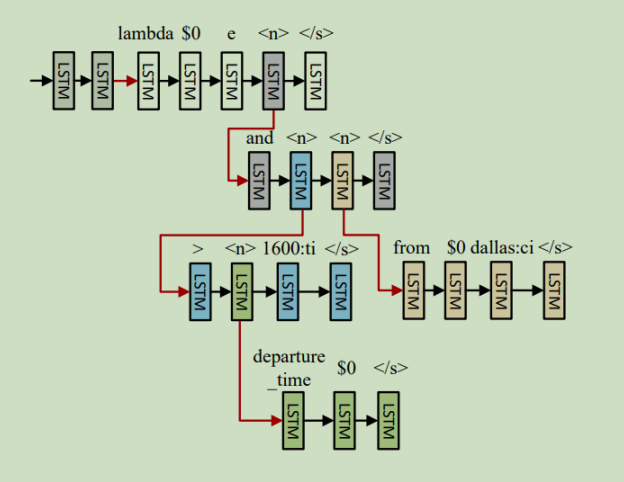 lambda $0 e <n> </s>
LSTM LSTM LSTM LSTM LSTM LSTM LSTM
and <n> <n> </s>
LSTM LSTM LSTM LSTM
> <n> 1600:ti </s> from $0 dallas:ci </s>
LSTM LSTM LSTM LSTM LSTM LSTM LSTM LSTM
departure
_time $0 </s>
LSTM LSTM LSTM